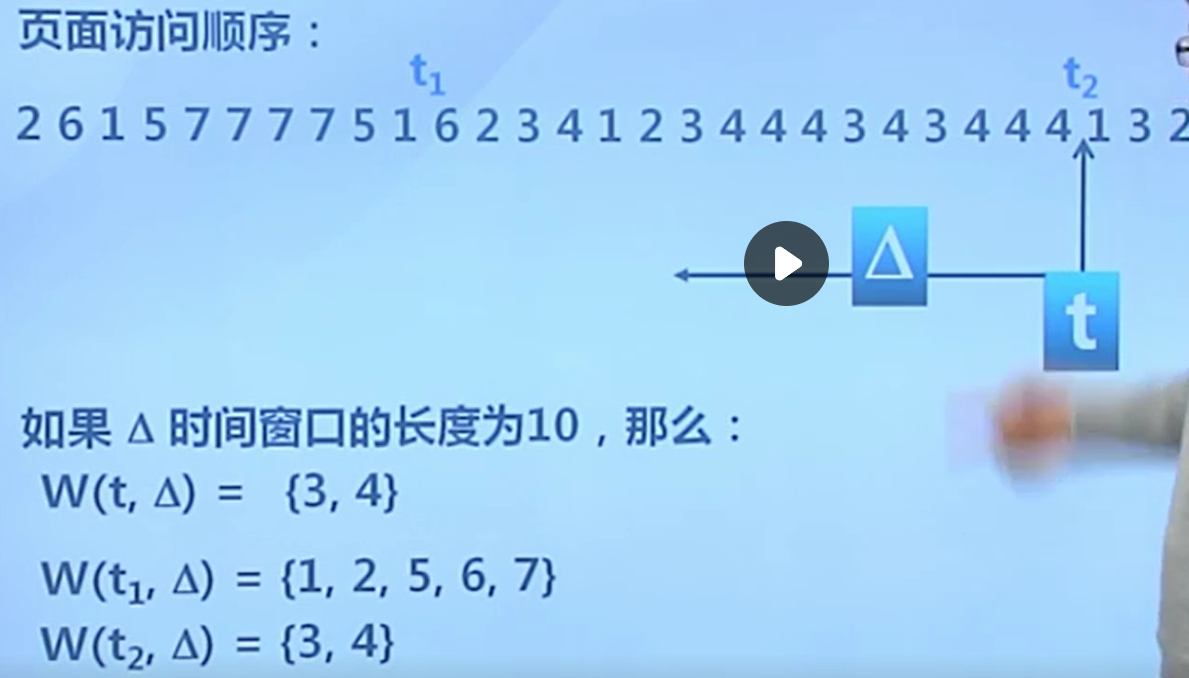 页面访问顺序：
t1 t2
2 6 1 5 7 7 7 7 5 1 6 2 3 4 1 2 3 4 4 4 3 4 3 4 4 4 1 3 2
Δ
t
如果 Δ 时间窗口的长度为10，那么：
W(t, Δ) = {3, 4}
W(t1, Δ) = {1, 2, 5, 6, 7}
W(t2, Δ) = {3, 4}